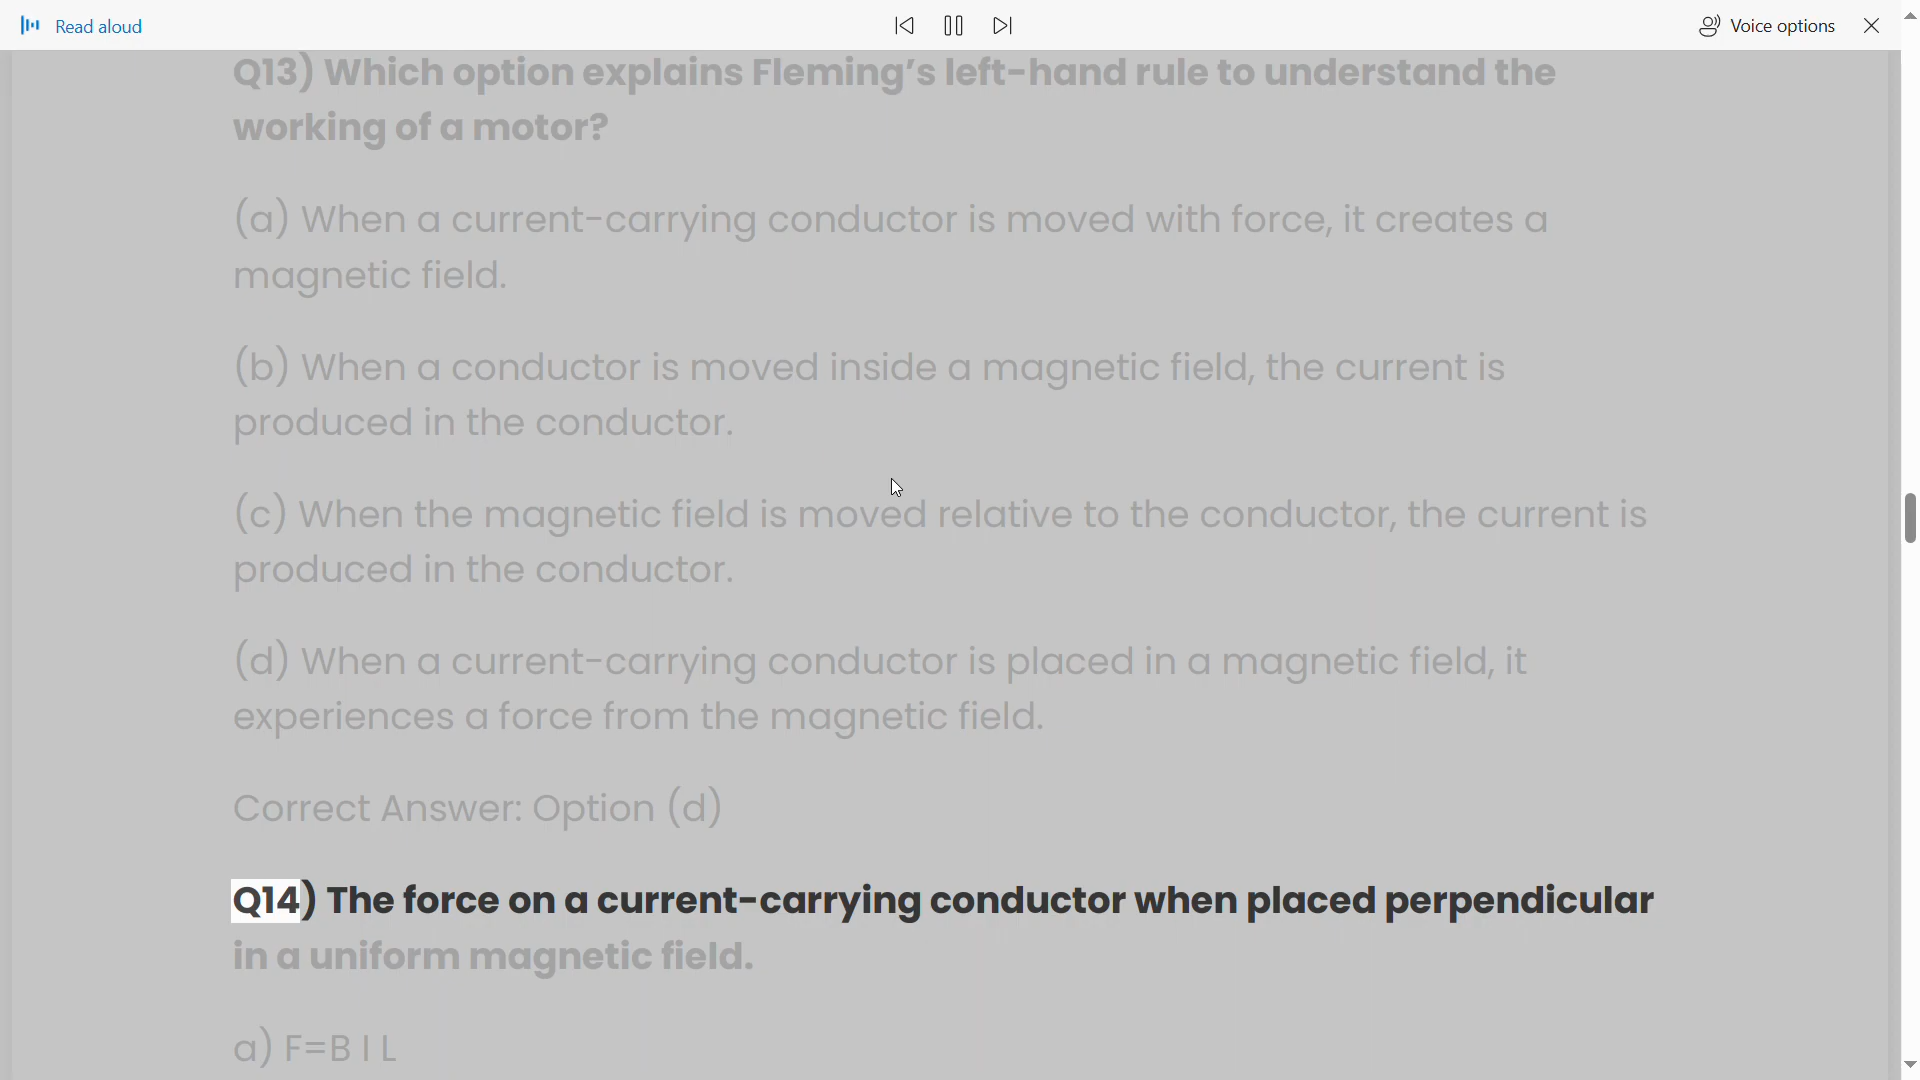 Read aloud
Voice options
Q13) Which option explains Fleming’s left-hand rule to understand the
working of a motor?
(a) When a current-carrying conductor is moved with force, it creates a
magnetic field.
(b) When a conductor is moved inside a magnetic field, the current is
produced in the conductor.
(c) When the magnetic field is moved relative to the conductor, the current is
produced in the conductor.
(d) When a current-carrying conductor is placed in a magnetic field, it
experiences a force from the magnetic field.
Correct Answer: Option (d)
Q14) The force on a current-carrying conductor when placed perpendicular
in a uniform magnetic field.
a) F=B I L